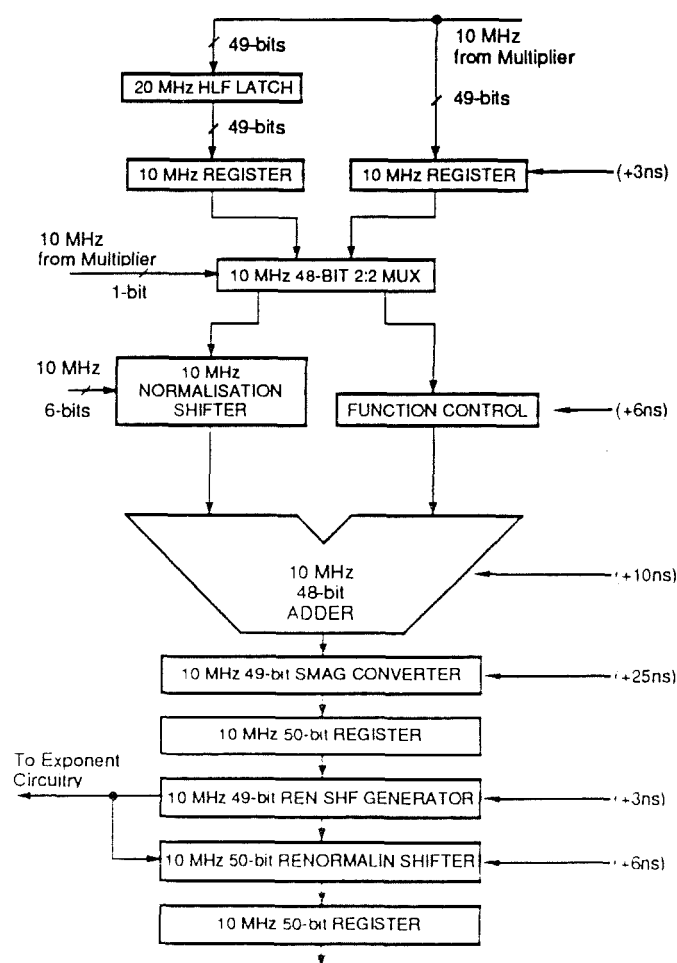 49-bits
10 MHz
from Multiplier
20 MHz HLF LATCH
49-bits
49-bits
10 MHz REGISTER
10 MHz REGISTER
(+3ns)
10 MHz
from Multiplier
1-bit
10 MHz 48-BIT 2:2 MUX
10 MHz
6-bits
10 MHz
NORMALISATION
SHIFTER
FUNCTION CONTROL
(+6ns)
10 MHz
48-bit
ADDER
(+10ns)
10 MHz 49-bit SMAG CONVERTER
(+25ns)
10 MHz 50-bit REGISTER
To Exponent
Circuitry
10 MHz 49-bit REN SHF GENERATOR
(+3ns)
10 MHz 50-bit RENORMALIN SHIFTER
(+6ns)
10 MHz 50-bit REGISTER